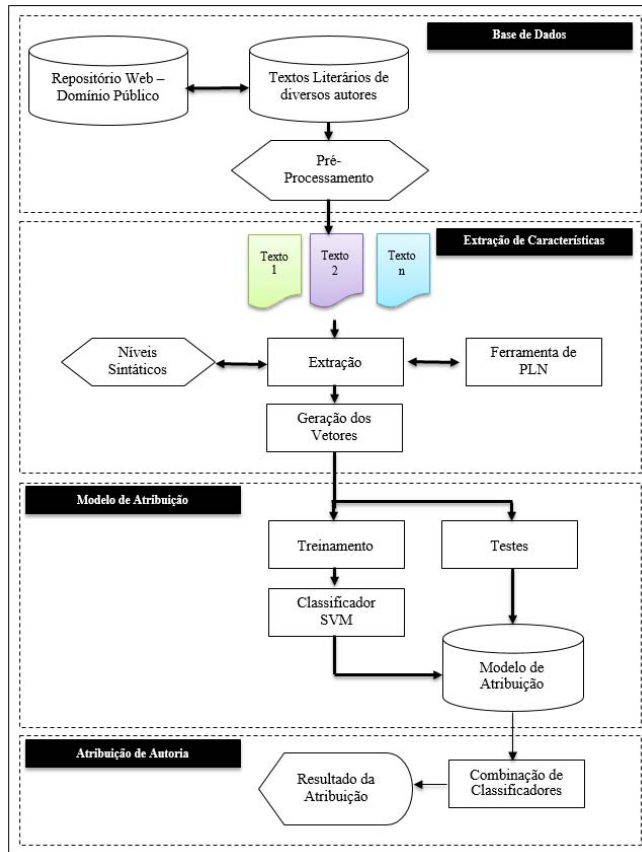 Base de Dados
Repositório Web –
Domínio Público
Textos Literários de
diversos autores
Pré-
Processamento
Extração de Características
Texto
1
Texto
2
Texto
n
Níveis
Sintáticos
Extração
Ferramenta de
PLN
Geração dos
Vetores
Modelo de Atribuição
Treinamento
Testes
Classificador
SVM
Modelo de
Atribuição
Atribuição de Autoria
Resultado da
Atribuição
Combinação de
Classificadores